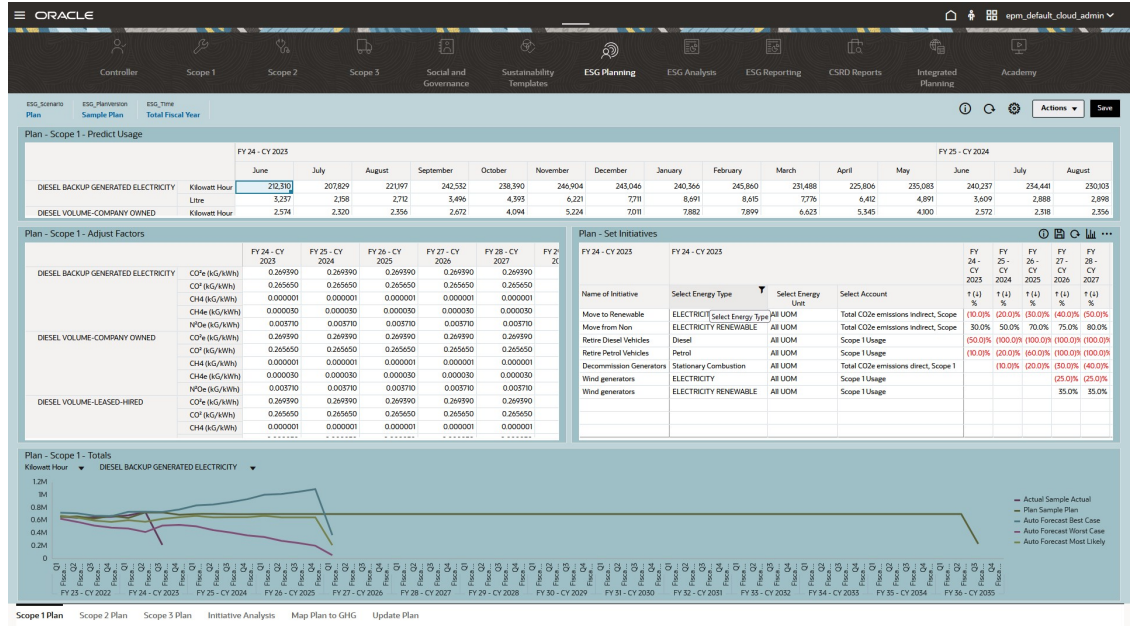 ORACLE
epm_default_cloud_admin
Controller Scope 1 Scope 2 Scope 3 Social and Governance Sustainability Templates ESG Planning ESG Analysis ESG Reporting CSRD Reports Integrated Planning Academy
ESG_Scenario ESG_Planversion ESG_Time
Plan Sample Plan Total Fiscal Year
Actions Save
Plan - Scope 1 - Predict Usage
FY 24 - CY 2023 FY 25 - CY 2024
June July August September October November December January February March April May June July August
DIESEL BACKUP GENERATED ELECTRICITY Kilowatt Hour 212,310 207,829 221,197 242,532 238,390 246,904 243,046 240,366 245,860 231,488 225,806 235,083 240,237 234,441 230,103
Litre 3,237 2,158 2,712 3,496 4,393 6,221 7,711 8,691 8,615 7,776 6,412 4,891 3,609 2,888 2,898
DIESEL VOLUME-COMPANY OWNED Kilowatt Hour 2,574 2,320 2,356 2,672 4,094 5,224 7,011 7,882 7,899 6,623 5,345 4,100 2,572 2,318 2,356
Plan - Scope 1 - Adjust Factors
FY 24 - CY 2023 FY 25 - CY 2024 FY 26 - CY 2025 FY 27 - CY 2026 FY 28 - CY 2027
DIESEL BACKUP GENERATED ELECTRICITY CO²e (kG/kWh) 0.269390 0.269390 0.269390 0.269390 0.269390
CO² (kG/kWh) 0.265650 0.265650 0.265650 0.265650 0.265650
CH4 (kG/kWh) 0.000001 0.000001 0.000001 0.000001 0.000001
CH4e (kG/kWh) 0.000030 0.000030 0.000030 0.000030 0.000030
N²Oe (kG/kWh) 0.003710 0.003710 0.003710 0.003710 0.003710
DIESEL VOLUME-COMPANY OWNED CO²e (kG/kWh) 0.269390 0.269390 0.269390 0.269390 0.269390
CO² (kG/kWh) 0.265650 0.265650 0.265650 0.265650 0.265650
CH4 (kG/kWh) 0.000001 0.000001 0.000001 0.000001 0.000001
CH4e (kG/kWh) 0.000030 0.000030 0.000030 0.000030 0.000030
N²Oe (kG/kWh) 0.003710 0.003710 0.003710 0.003710 0.003710
DIESEL VOLUME-LEASED-HIRED CO²e (kG/kWh) 0.269390 0.269390 0.269390 0.269390 0.269390
CO² (kG/kWh) 0.265650 0.265650 0.265650 0.265650 0.265650
CH4 (kG/kWh) 0.000001 0.000001 0.000001 0.000001 0.000001
Plan - Set Initiatives
FY 24 - CY 2023 FY 24 - CY 2023 FY 24 - CY 2023 FY 25 - CY 2024 FY 26 - CY 2025 FY 27 - CY 2026 FY 28 - CY 2027
Name of Initiative Select Energy Type Select Energy Unit Select Account ↑(↓) % ↑(↓) % ↑(↓) % ↑(↓) % ↑(↓) %
Move to Renewable ELECTRICIT Select Energy Type All UOM Total CO2e emissions indirect, Scope (10.0)% (20.0)% (30.0)% (40.0)% (50.0)%
Move from Non ELECTRICITY RENEWABLE All UOM Total CO2e emissions indirect, Scope 30.0% 50.0% 70.0% 75.0% 80.0%
Retire Diesel Vehicles Diesel All UOM Scope 1 Usage (50.0)% (100.0)% (100.0)% (100.0)% (100.0)%
Retire Petrol Vehicles Petrol All UOM Scope 1 Usage (10.0)% (20.0)% (60.0)% (100.0)% (100.0)%
Decommission Generators Stationary Combustion All UOM Total CO2e emissions direct, Scope 1 (10.0)% (20.0)% (30.0)% (40.0)%
Wind generators ELECTRICITY All UOM Scope 1 Usage (25.0)% (25.0)%
Wind generators ELECTRICITY RENEWABLE All UOM Scope 1 Usage 35.0% 35.0%
Plan - Scope 1 - Totals
Kilowatt Hour DIESEL BACKUP GENERATED ELECTRICITY
1.2M
1M
0.8M
0.6M
0.4M
0.2M
0
Actual Sample Actual
Plan Sample Plan
Auto Forecast Best Case
Auto Forecast Worst Case
Auto Forecast Most Likely
FY 23 - CY 2022 FY 24 - CY 2023 FY 25 - CY 2024 FY 26 - CY 2025 FY 27 - CY 2026 FY 28 - CY 2027 FY 29 - CY 2028 FY 30 - CY 2029 FY 31 - CY 2030 FY 32 - CY 2031 FY 33 - CY 2032 FY 34 - CY 2033 FY 35 - CY 2034 FY 36 - CY 2035
Scope 1 Plan Scope 2 Plan Scope 3 Plan Initiative Analysis Map Plan to GHG Update Plan